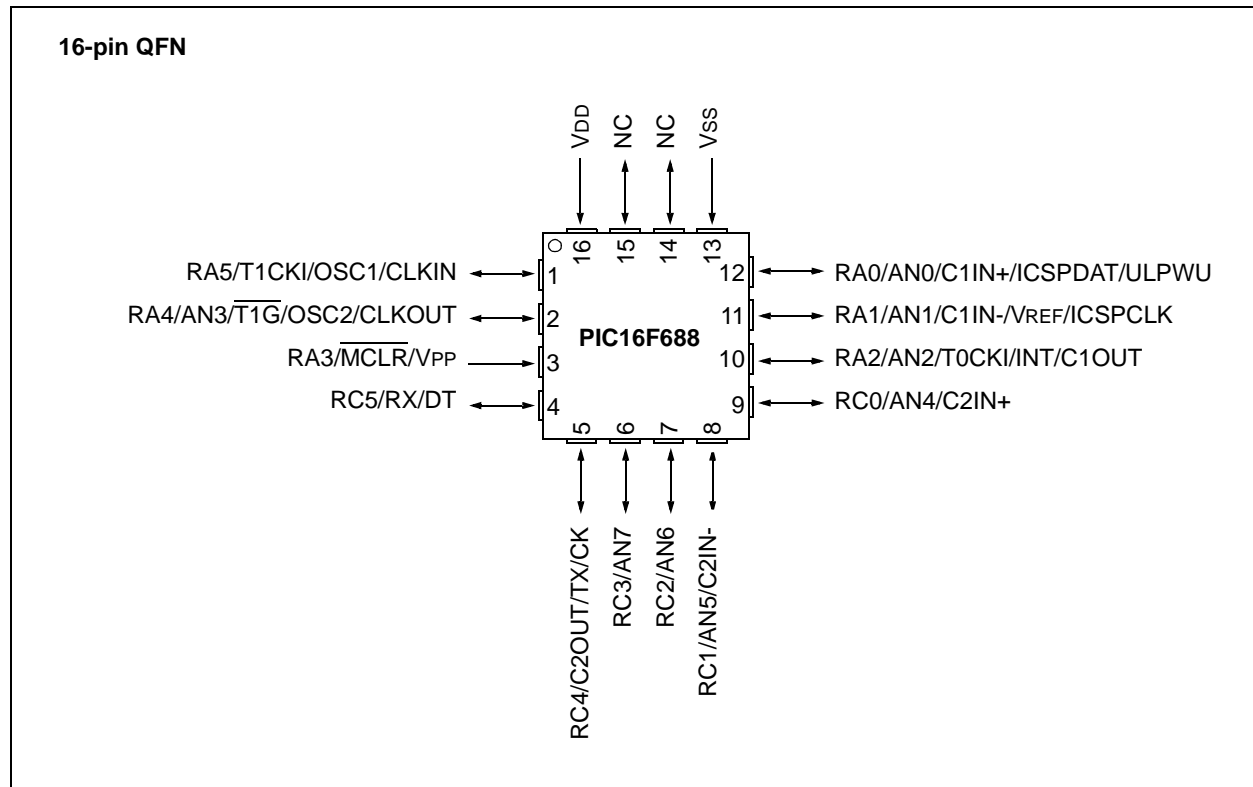 16-pin QFN
VDD
NC
NC
VSS
16
15
14
13
RA5/T1CKI/OSC1/CLKIN
1
12
RA0/AN0/C1IN+/ICSPDAT/ULPWU
RA4/AN3/T1G/OSC2/CLKOUT
2
11
RA1/AN1/C1IN-/VREF/ICSPCLK
PIC16F688
RA3/MCLR/VPP
3
10
RA2/AN2/T0CKI/INT/C1OUT
RC5/RX/DT
4
9
RC0/AN4/C2IN+
5
6
7
8
RC4/C2OUT/TX/CK
RC3/AN7
RC2/AN6
RC1/AN5/C2IN-